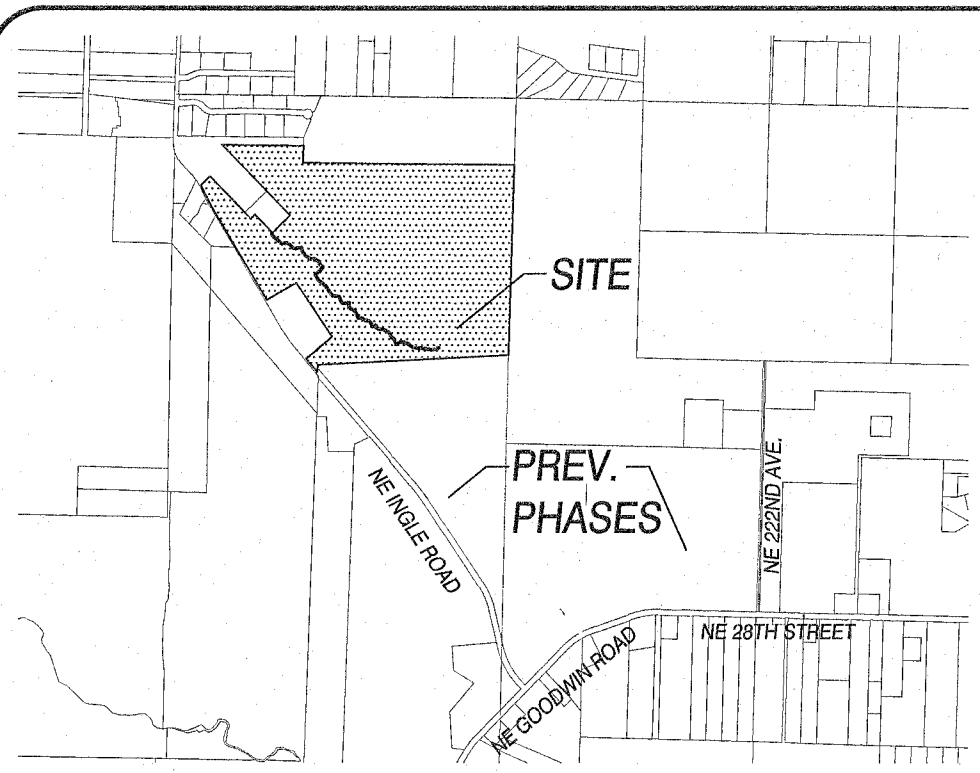 SITE
PREV.
PHASES
NE INGLE ROAD
NE 222ND AVE.
NE 28TH STREET
NE GOODWIN ROAD